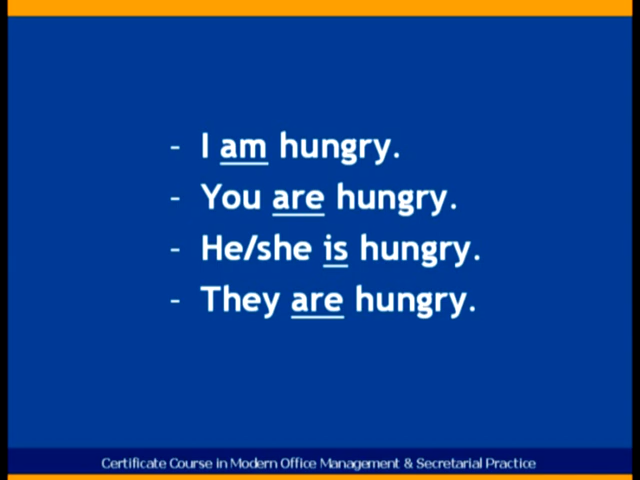 - I am hungry.
- You are hungry.
- He/she is hungry.
- They are hungry.
Certificate Course in Modern Office Management & Secretarial Practice